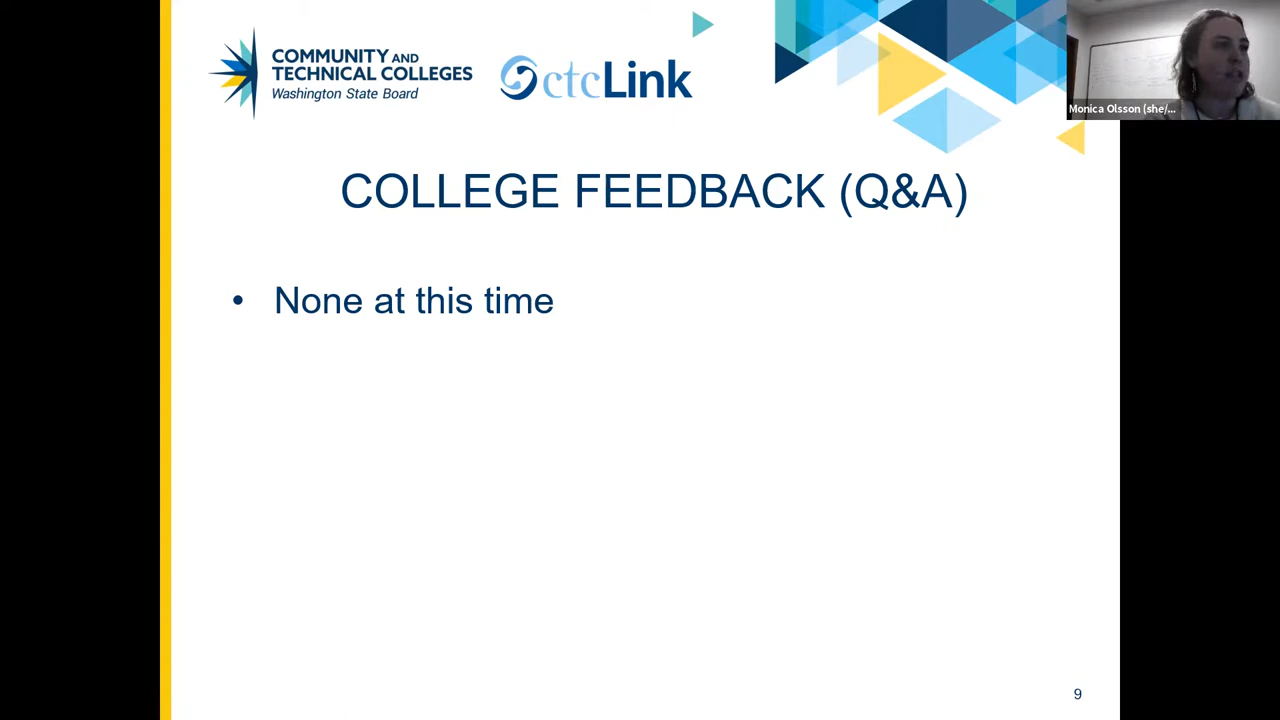 COMMUNITY AND
TECHNICAL COLLEGES
Washington State Board
ctcLink
Monica Olsson (she/...
COLLEGE FEEDBACK (Q&A)
• None at this time
9